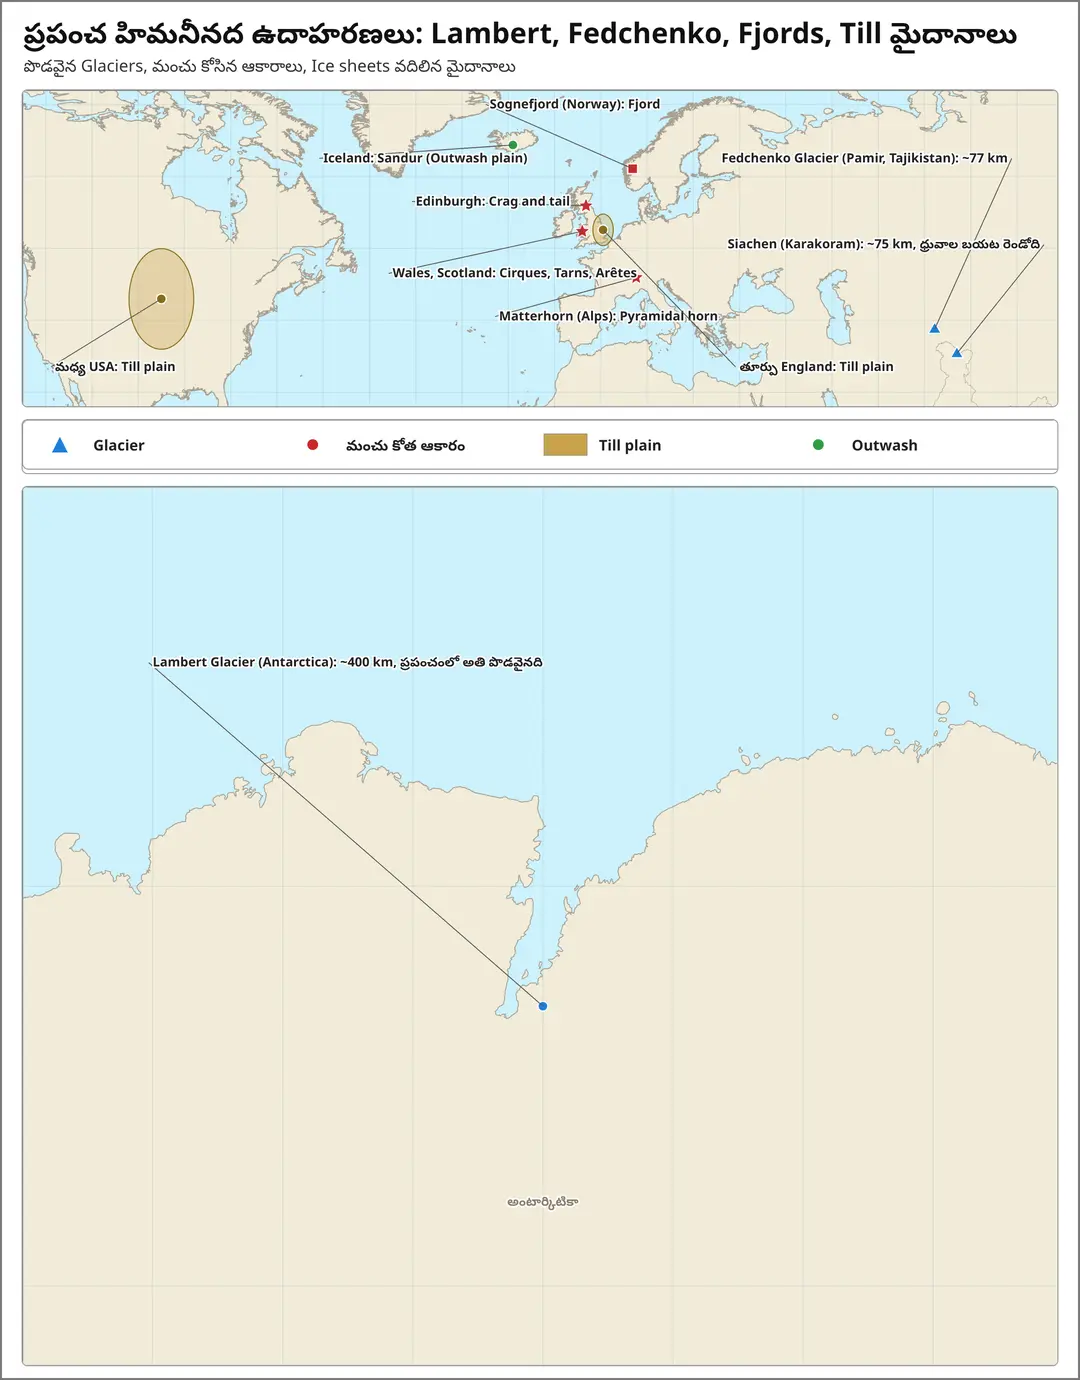 ప్రపంచ హిమనీనద ఉదాహరణలు: Lambert, Fedchenko, Fjords, Till మైదానాలు
పొడవైన Glaciers, మంచు కోసిన ఆకారాలు, Ice sheets వదిలిన మైదానాలు
Sognefjord (Norway): Fjord
Iceland: Sandur (Outwash plain)
Fedchenko Glacier (Pamir, Tajikistan): ~77 km
Edinburgh: Crag and tail
Siachen (Karakoram): ~75 km, ధ్రువాల బయట రెండోది
Wales, Scotland: Cirques, Tarns, Arêtes
Matterhorn (Alps): Pyramidal horn
మధ్య USA: Till plain
తూర్పు England: Till plain
Glacier
మంచు కోత ఆకారం
Till plain
Outwash
Lambert Glacier (Antarctica): ~400 km, ప్రపంచంలో అతి పొడవైనది
అంటార్కిటికా